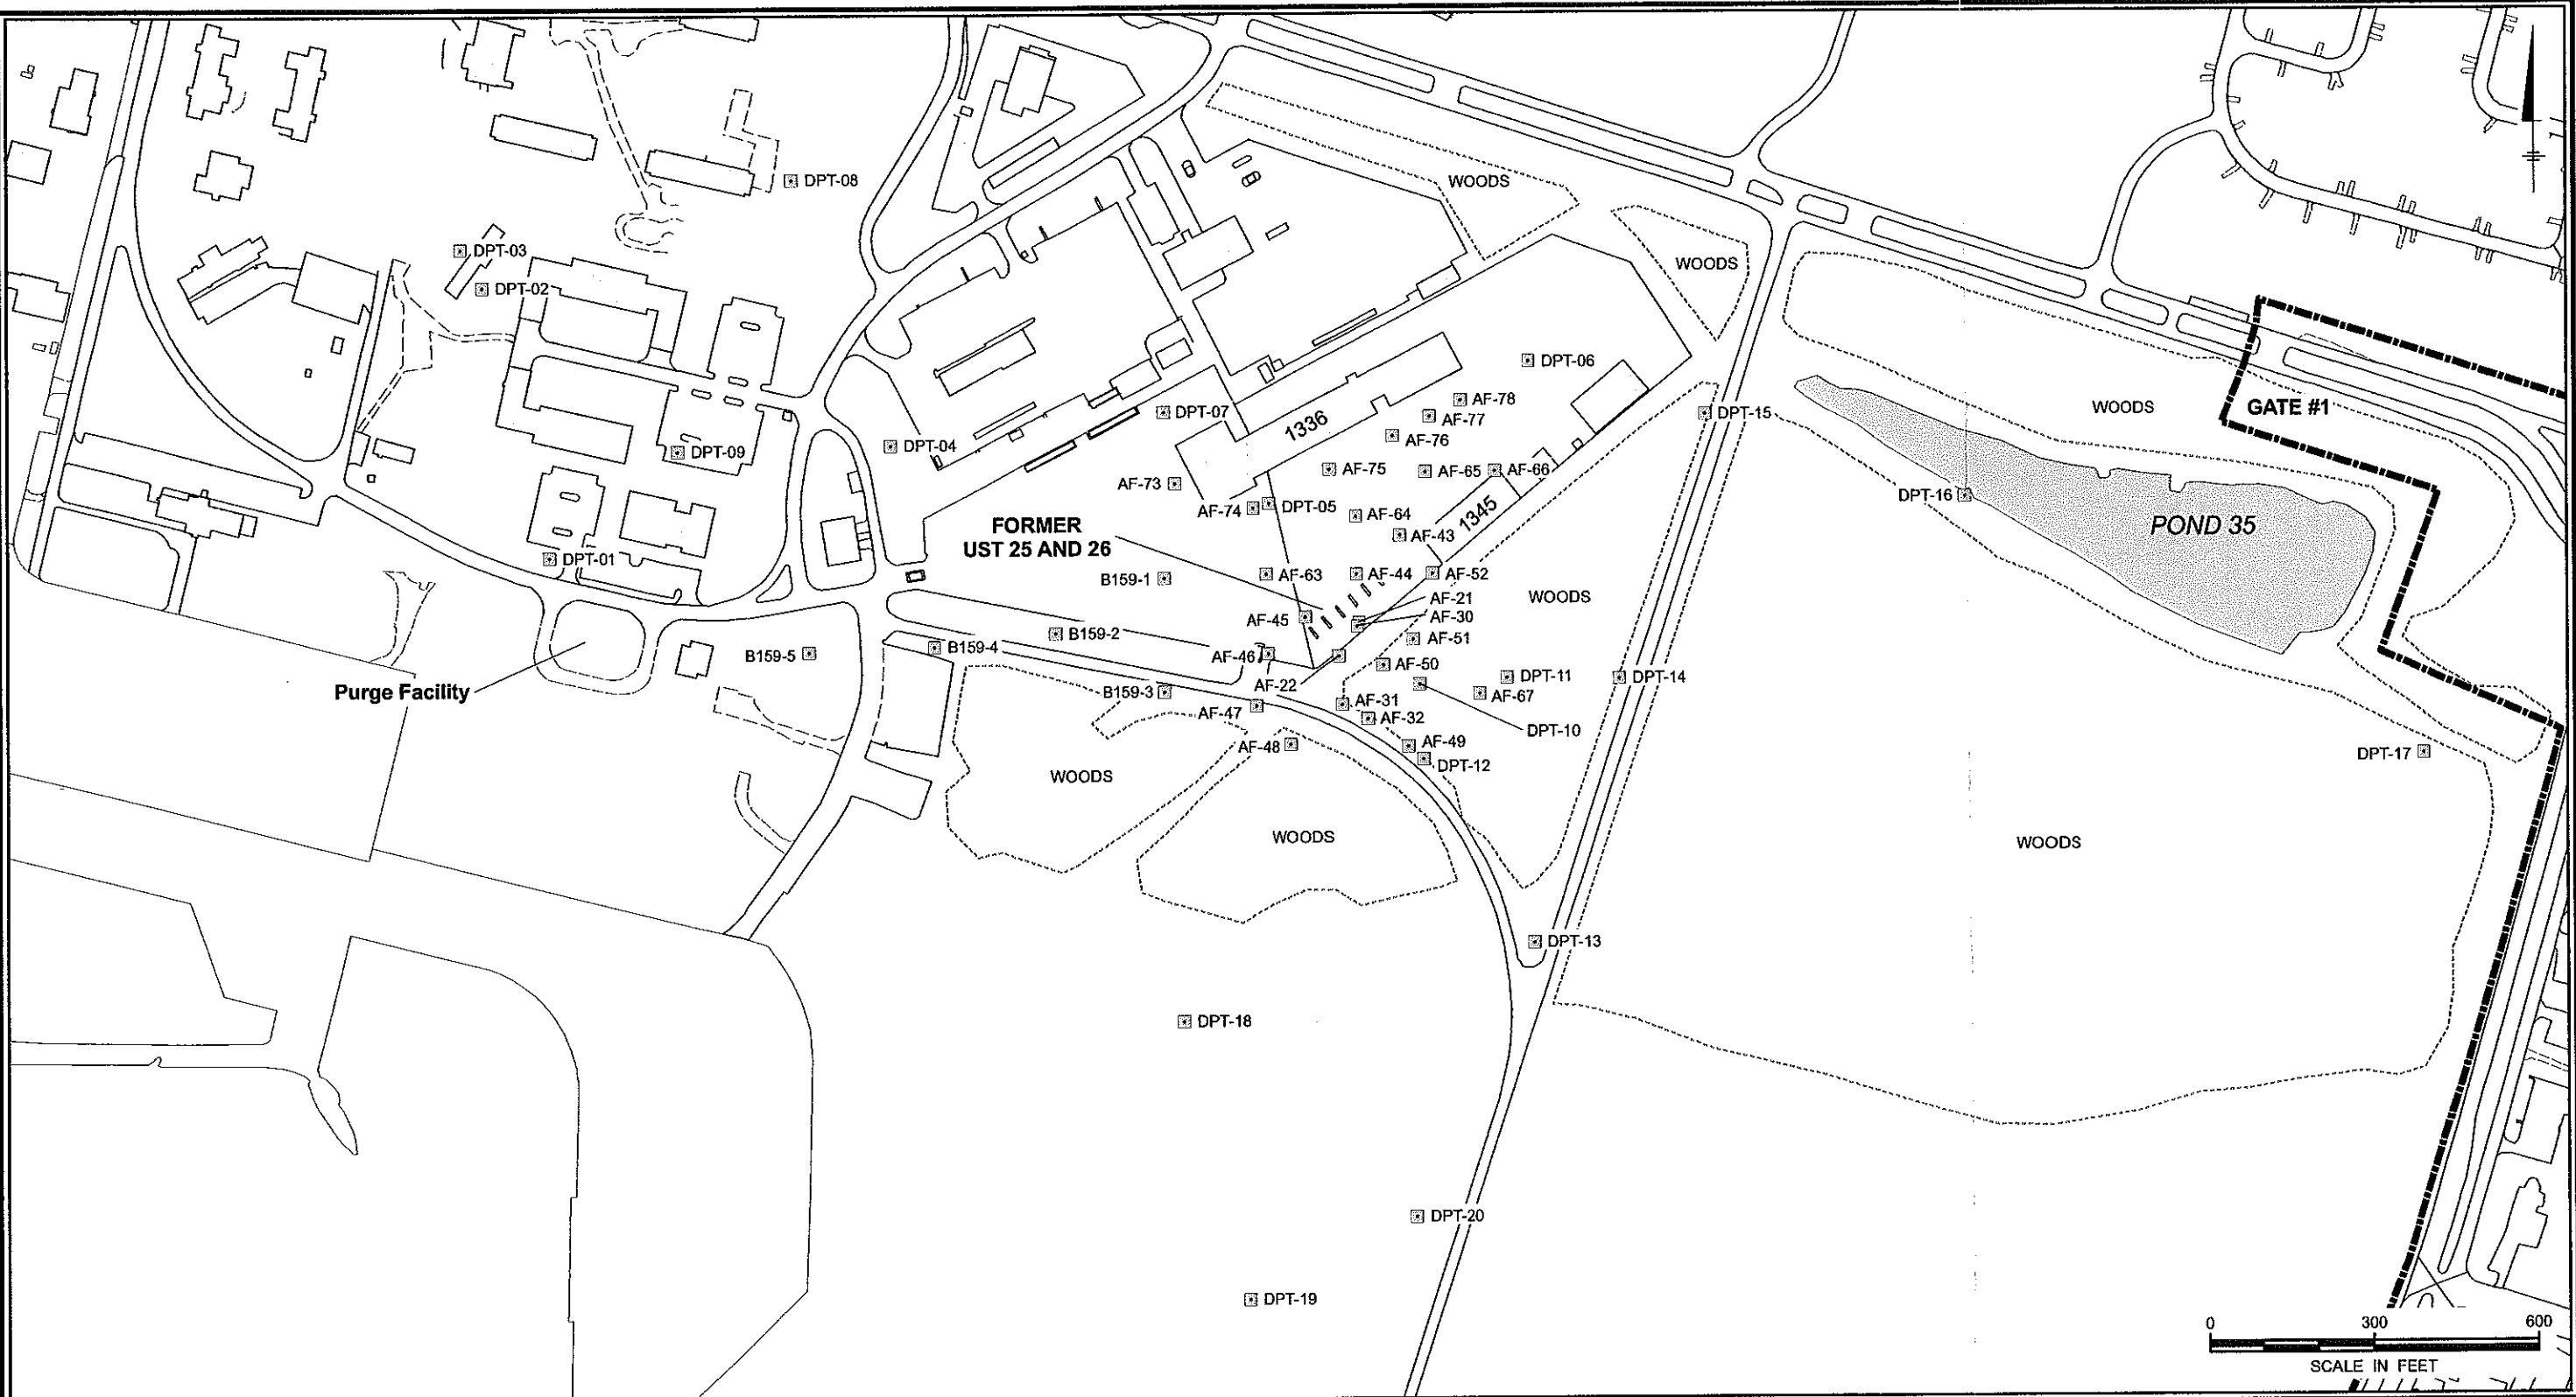 WOODS
DPT-08
DPT-03
WOODS
DPT-02
DPT-06
AF-78
DPT-07
AF-77
DPT-15
WOODS
GATE #1
1336
AF-76
DPT-04
DPT-09
AF-75
AF-65
AF-66
AF-73
DPT-16
AF-74
DPT-05
AF-64
1345
POND 35
FORMER
UST 25 AND 26
AF-43
DPT-01
B159-1
AF-63
AF-44
AF-52
AF-21
WOODS
AF-45
AF-30
B159-2
AF-51
B159-5
B159-4
AF-46
AF-50
DPT-11
DPT-14
AF-22
Purge Facility
B159-3
AF-67
AF-31
AF-47
AF-32
DPT-10
AF-48
AF-49
DPT-17
DPT-12
WOODS
WOODS
WOODS
DPT-13
DPT-18
DPT-20
DPT-19
0 300 600
SCALE IN FEET